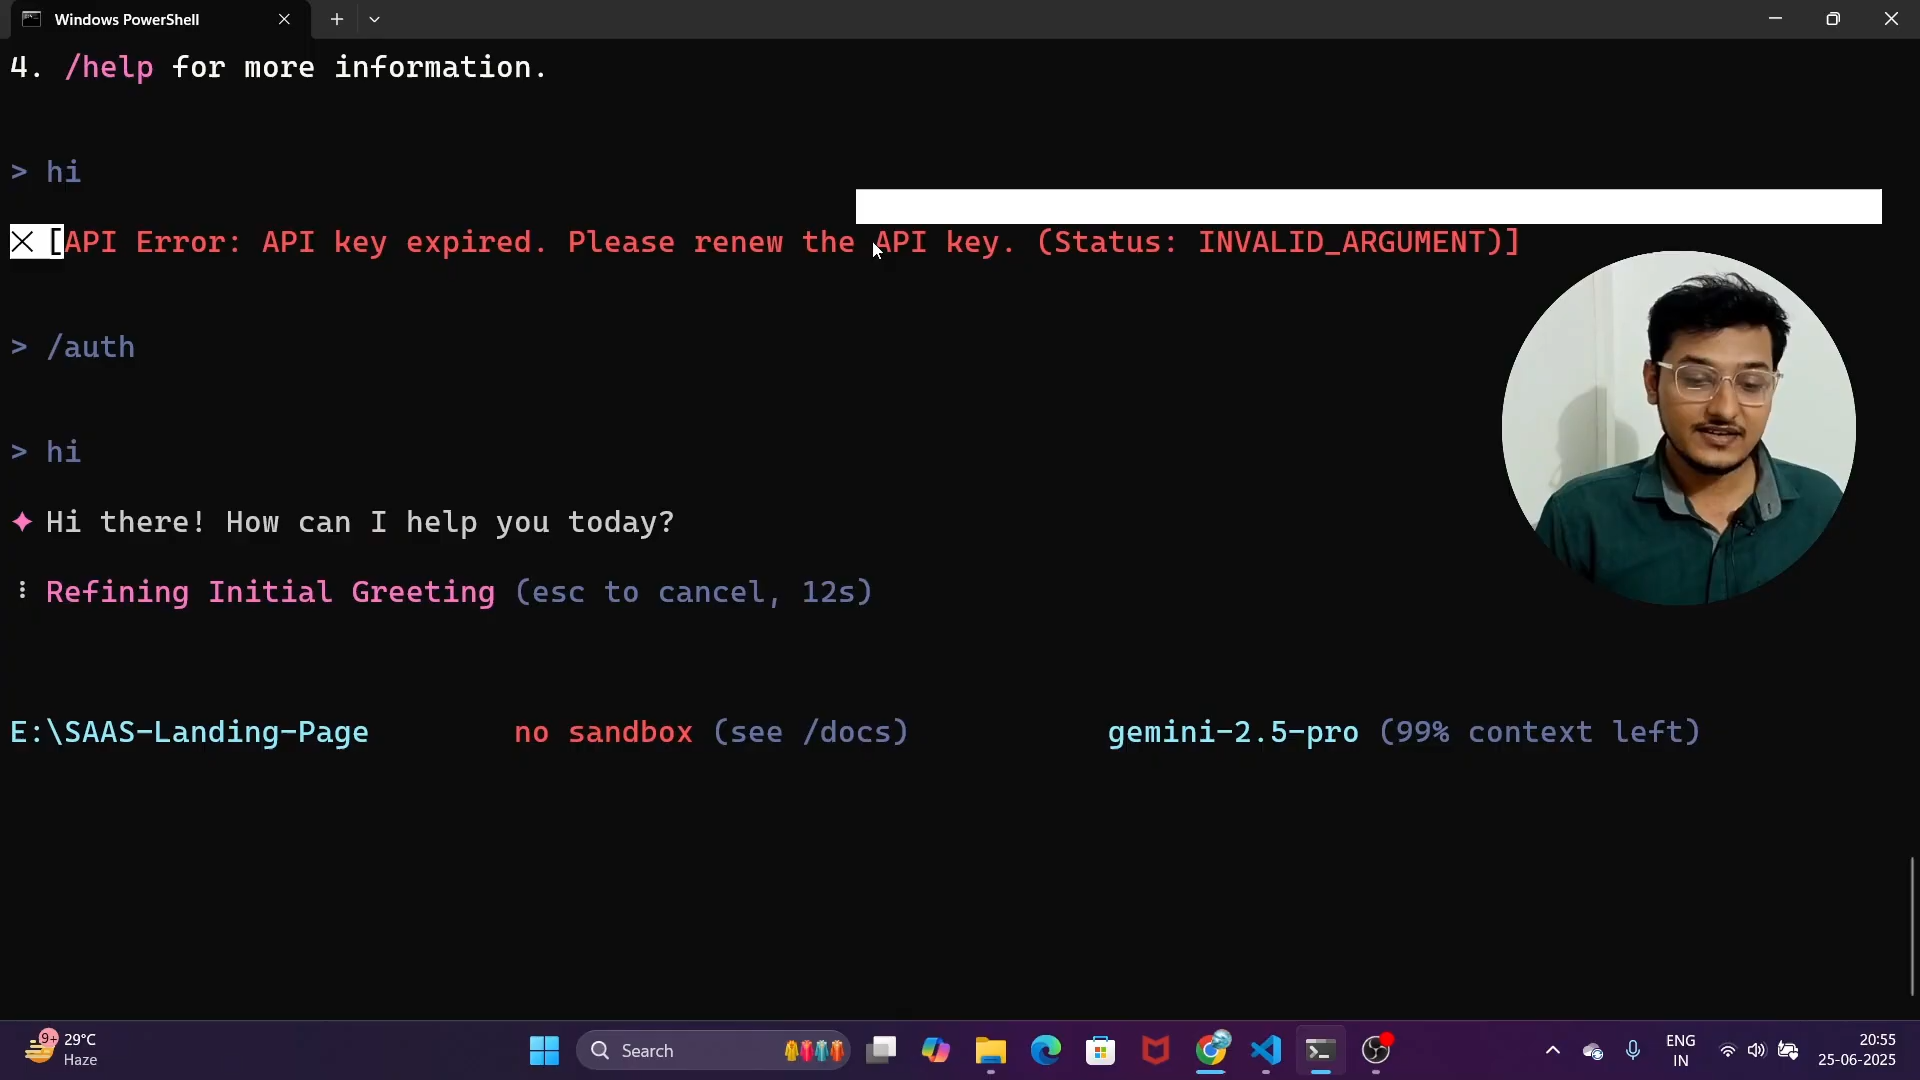 Windows PowerShell
4. /help for more information.
> hi
✕ [API Error: API key expired. Please renew the API key. (Status: INVALID_ARGUMENT)]
> /auth
> hi
✦ Hi there! How can I help you today?
⠇ Refining Initial Greeting (esc to cancel, 12s)
E:\SAAS-Landing-Page no sandbox (see /docs) gemini-2.5-pro (99% context left)
9+ 29°C
Haze
Search
ENG
IN
20:55
25-06-2025